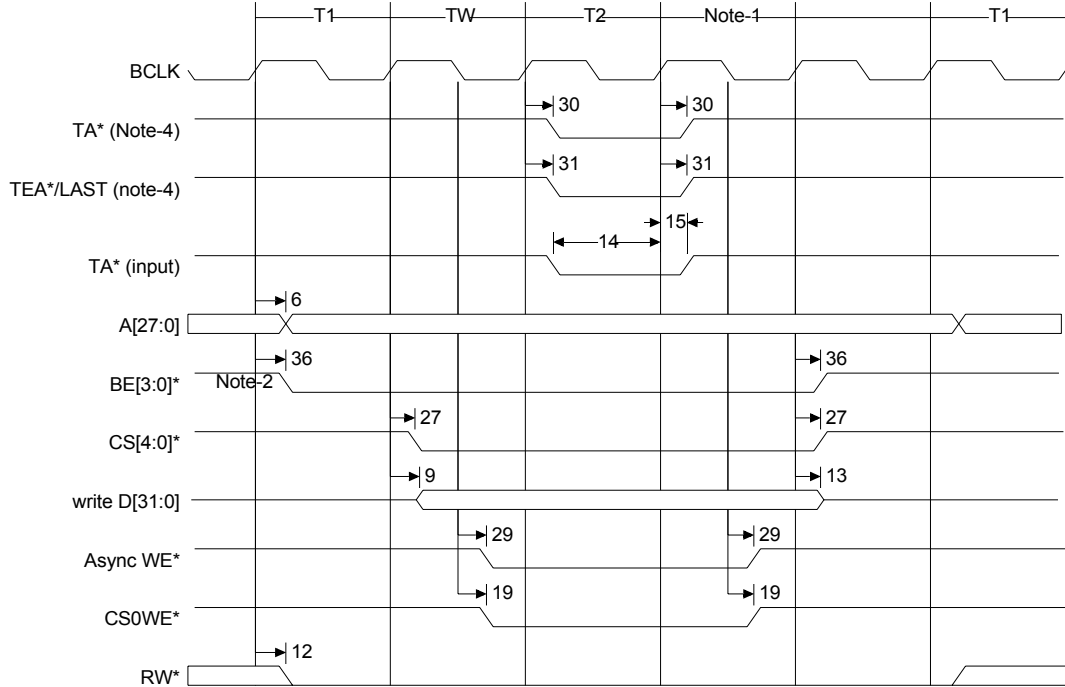 T1 TW T2 Note-1 T1
BCLK
30 30
TA* (Note-4)
31 31
TEA*/LAST (note-4)
15
14
TA* (input)
6
A[27:0]
36 36
BE[3:0]* Note-2
27 27
CS[4:0]*
9 13
write D[31:0]
29 29
Async WE*
19 19
CS0WE*
12
RW*